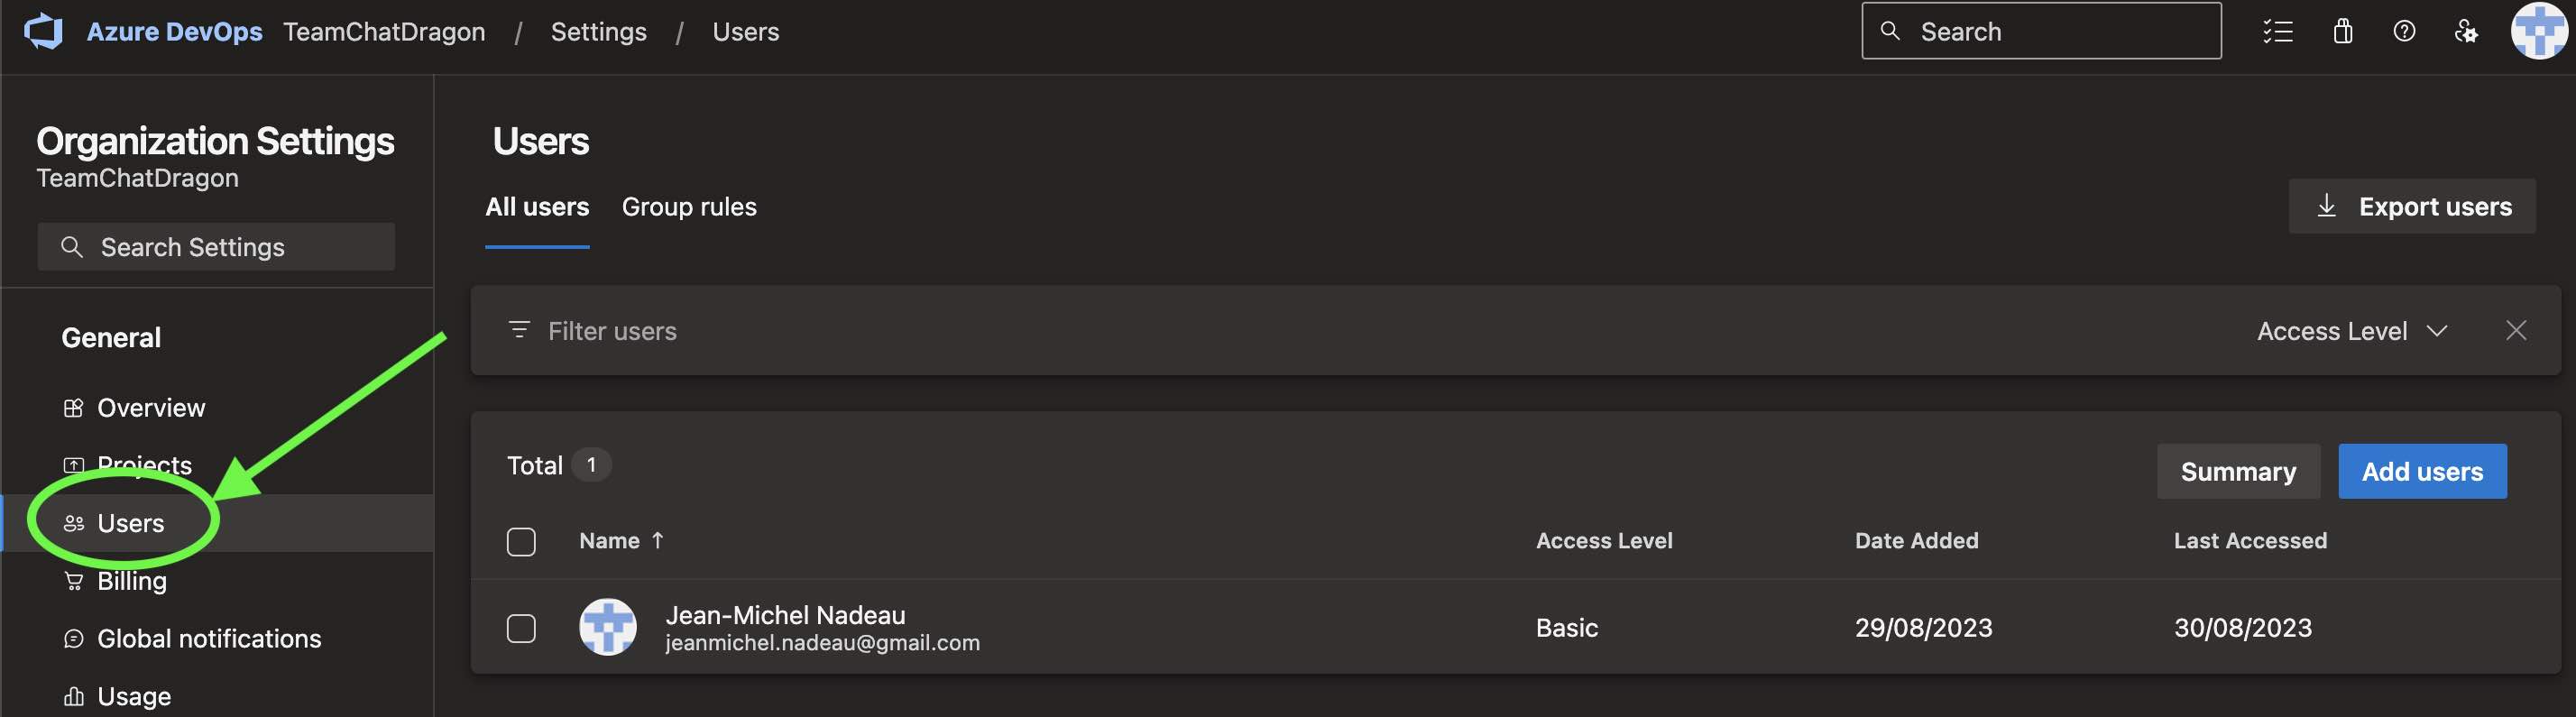 Azure DevOps TeamChatDragon / Settings / Users
Search
Organization Settings
TeamChatDragon
Search Settings
General
Overview
Projects
Users
Billing
Global notifications
Usage
Users
All users Group rules
Export users
Filter users
Access Level
Total 1
Summary
Add users
Name ↑ Access Level Date Added Last Accessed
Jean-Michel Nadeau
jeanmichel.nadeau@gmail.com
Basic 29/08/2023 30/08/2023